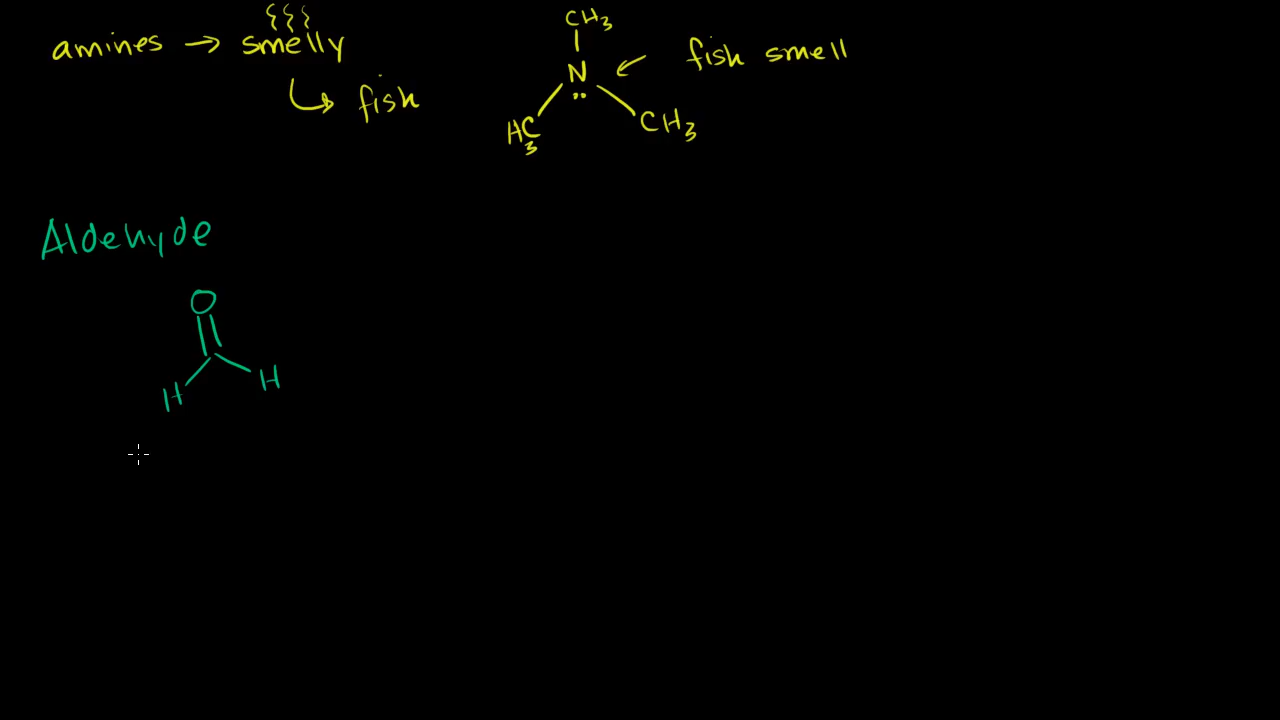 amines → smelly
↳ fish
CH3
N
H3C
CH3
fish smell
Aldehyde
O
H
H